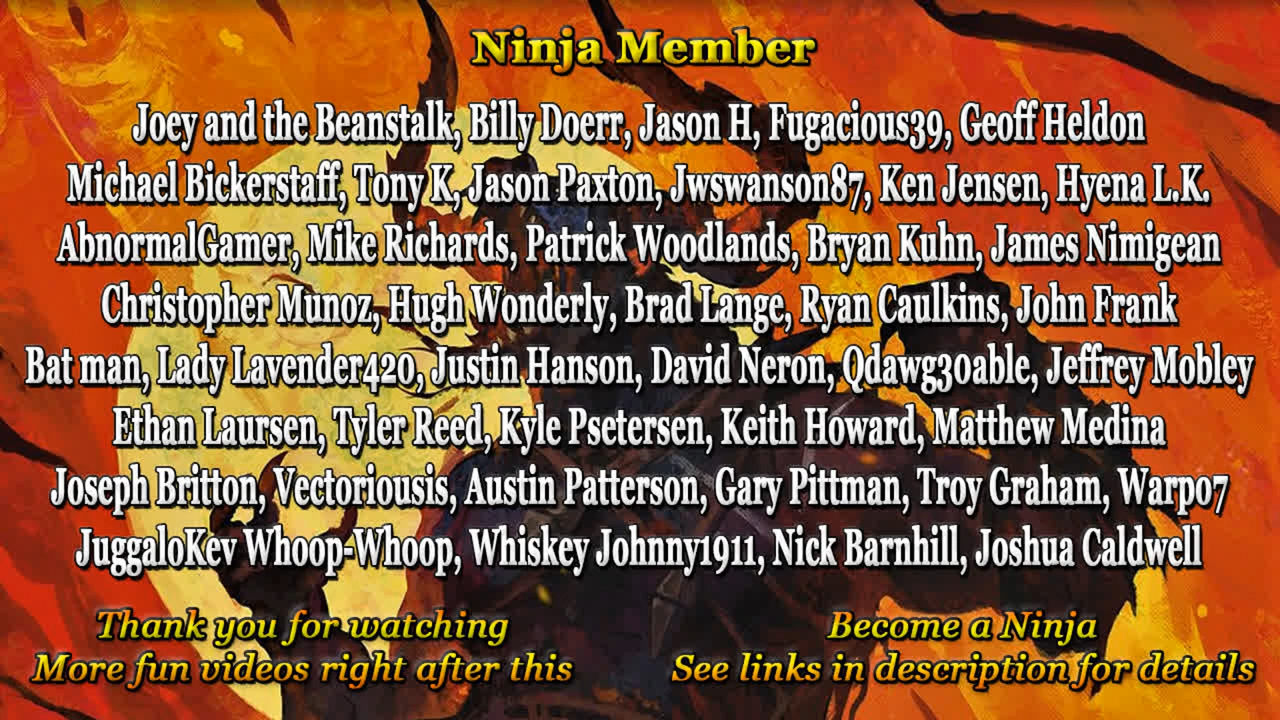 Ninja Member
Joey and the Beanstalk, Billy Doerr, Jason H, Fugacious39, Geoff Heldon
Michael Bickerstaff, Tony K, Jason Paxton, Jwswanson87, Ken Jensen, Hyena L.K.
AbnormalGamer, Mike Richards, Patrick Woodlands, Bryan Kuhn, James Nimigean
Christopher Munoz, Hugh Wonderly, Brad Lange, Ryan Caulkins, John Frank
Bat man, Lady Lavender420, Justin Hanson, David Neron, Qdawg30able, Jeffrey Mobley
Ethan Laursen, Tyler Reed, Kyle Psetersen, Keith Howard, Matthew Medina
Joseph Britton, Vectoriousis, Austin Patterson, Gary Pittman, Troy Graham, Warp07
JuggaloKev Whoop-Whoop, Whiskey Johnny1911, Nick Barnhill, Joshua Caldwell
Thank you for watching
More fun videos right after this
Become a Ninja
See links in description for details